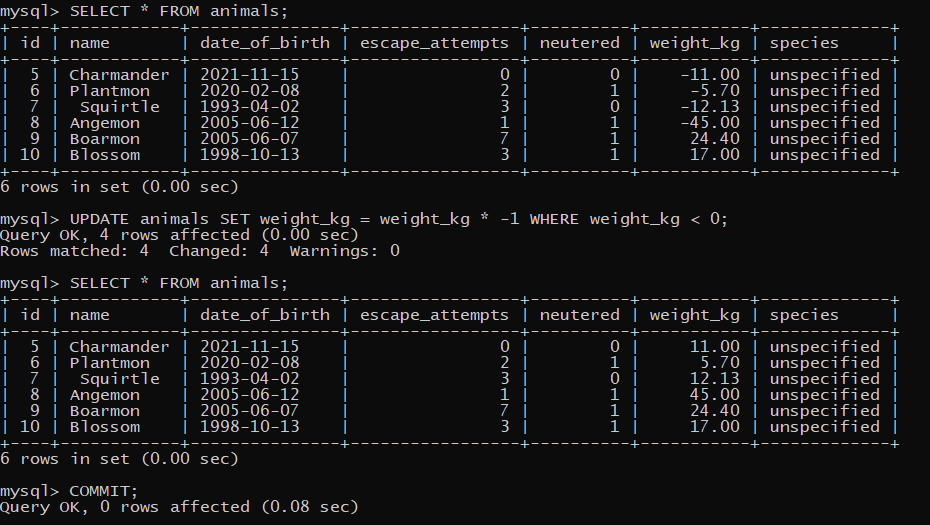 mysql> SELECT * FROM animals;
+----+------------+---------------+-----------------+----------+-----------+-------------+
| id | name       | date_of_birth | escape_attempts | neutered | weight_kg | species     |
+----+------------+---------------+-----------------+----------+-----------+-------------+
|  5 | Charmander | 2021-11-15    |               0 |        0 |    -11.00 | unspecified |
|  6 | Plantmon   | 2020-02-08    |               2 |        1 |     -5.70 | unspecified |
|  7 |  Squirtle  | 1993-04-02    |               3 |        0 |    -12.13 | unspecified |
|  8 | Angemon    | 2005-06-12    |               1 |        1 |    -45.00 | unspecified |
|  9 | Boarmon    | 2005-06-07    |               7 |        1 |     24.40 | unspecified |
| 10 | Blossom    | 1998-10-13    |               3 |        1 |     17.00 | unspecified |
+----+------------+---------------+-----------------+----------+-----------+-------------+
6 rows in set (0.00 sec)
mysql> UPDATE animals SET weight_kg = weight_kg * -1 WHERE weight_kg < 0;
Query OK, 4 rows affected (0.00 sec)
Rows matched: 4  Changed: 4  Warnings: 0
mysql> SELECT * FROM animals;
+----+------------+---------------+-----------------+----------+-----------+-------------+
| id | name       | date_of_birth | escape_attempts | neutered | weight_kg | species     |
+----+------------+---------------+-----------------+----------+-----------+-------------+
|  5 | Charmander | 2021-11-15    |               0 |        0 |     11.00 | unspecified |
|  6 | Plantmon   | 2020-02-08    |               2 |        1 |      5.70 | unspecified |
|  7 |  Squirtle  | 1993-04-02    |               3 |        0 |     12.13 | unspecified |
|  8 | Angemon    | 2005-06-12    |               1 |        1 |     45.00 | unspecified |
|  9 | Boarmon    | 2005-06-07    |               7 |        1 |     24.40 | unspecified |
| 10 | Blossom    | 1998-10-13    |               3 |        1 |     17.00 | unspecified |
+----+------------+---------------+-----------------+----------+-----------+-------------+
6 rows in set (0.00 sec)
mysql> COMMIT;
Query OK, 0 rows affected (0.08 sec)